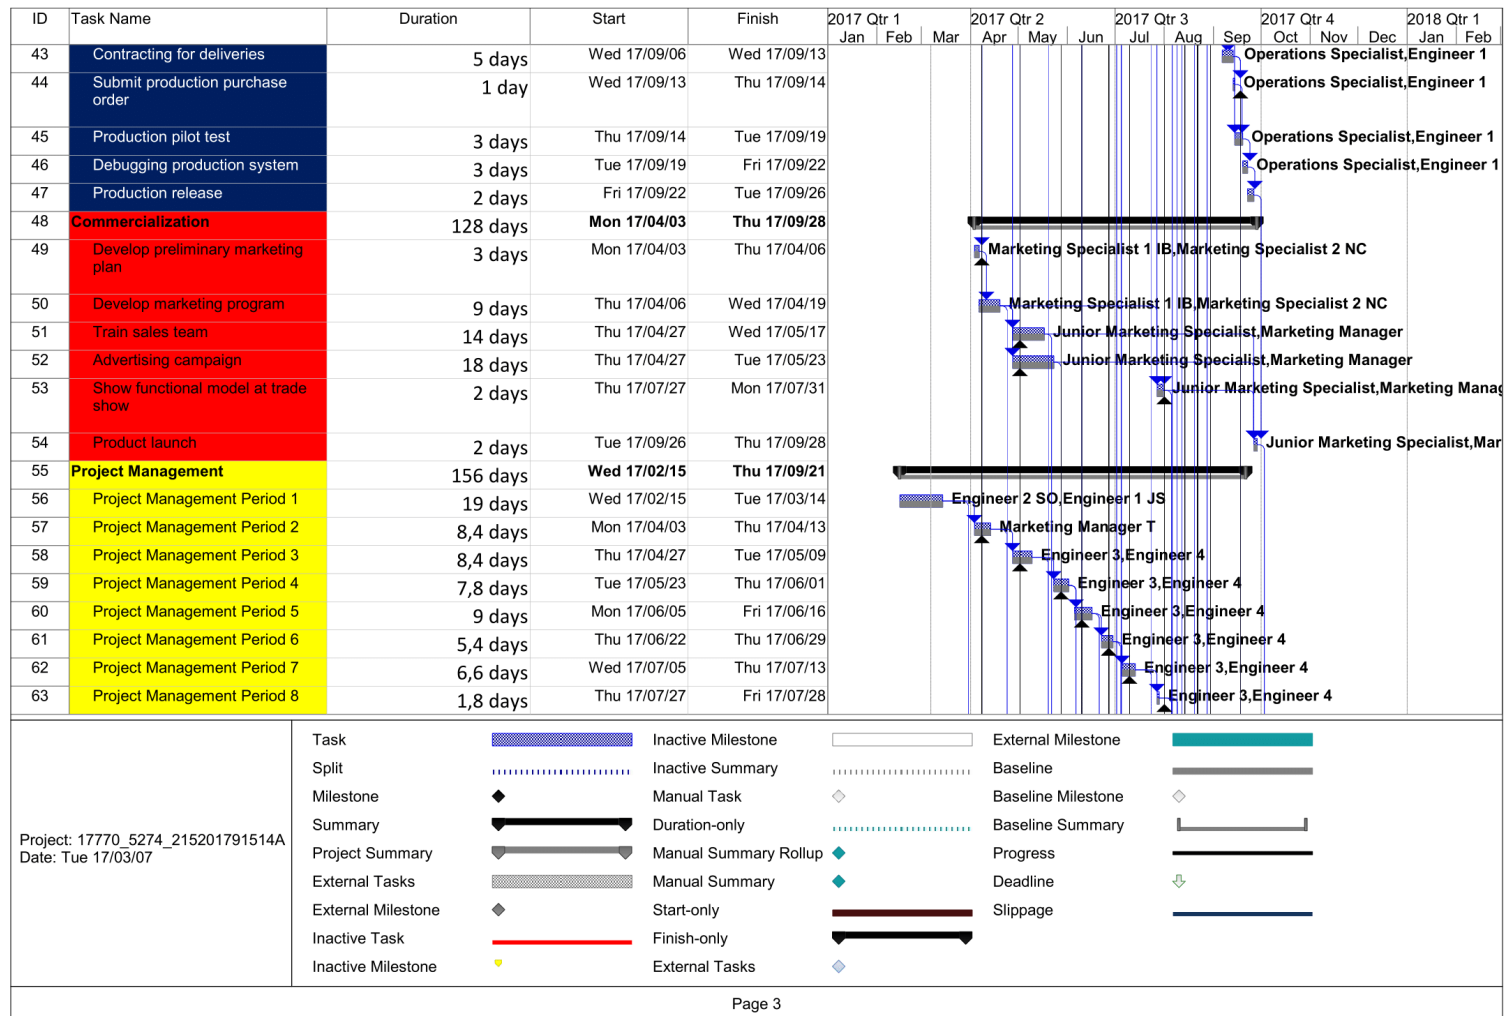 ID Task Name Duration Start Finish 2017 Qtr 1 2017 Qtr 2 2017 Qtr 3 2017 Qtr 4 2018 Qtr 1
Jan Feb Mar Apr May Jun Jul Aug Sep Oct Nov Dec Jan Feb
43 Contracting for deliveries 5 days Wed 17/09/06 Wed 17/09/13 Operations Specialist,Engineer 1
44 Submit production purchase 1 day Wed 17/09/13 Thu 17/09/14 Operations Specialist,Engineer 1
order
45 Production pilot test 3 days Thu 17/09/14 Tue 17/09/19 Operations Specialist,Engineer 1
46 Debugging production system 3 days Tue 17/09/19 Fri 17/09/22 Operations Specialist,Engineer 1
47 Production release 2 days Fri 17/09/22 Tue 17/09/26
48 Commercialization 128 days Mon 17/04/03 Thu 17/09/28
49 Develop preliminary marketing 3 days Mon 17/04/03 Thu 17/04/06 Marketing Specialist 1 IB,Marketing Specialist 2 NC
plan
50 Develop marketing program 9 days Thu 17/04/06 Wed 17/04/19 Marketing Specialist 1 IB,Marketing Specialist 2 NC
51 Train sales team 14 days Thu 17/04/27 Wed 17/05/17 Junior Marketing Specialist,Marketing Manager
52 Advertising campaign 18 days Thu 17/04/27 Tue 17/05/23 Junior Marketing Specialist,Marketing Manager
53 Show functional model at trade 2 days Thu 17/07/27 Mon 17/07/31 Junior Marketing Specialist,Marketing Manag
show
54 Product launch 2 days Tue 17/09/26 Thu 17/09/28 Junior Marketing Specialist,Mar
55 Project Management 156 days Wed 17/02/15 Thu 17/09/21
56 Project Management Period 1 19 days Wed 17/02/15 Tue 17/03/14 Engineer 2 SO,Engineer 1 JS
57 Project Management Period 2 8,4 days Mon 17/04/03 Thu 17/04/13 Marketing Manager T
58 Project Management Period 3 8,4 days Thu 17/04/27 Tue 17/05/09 Engineer 3,Engineer 4
59 Project Management Period 4 7,8 days Tue 17/05/23 Thu 17/06/01 Engineer 3,Engineer 4
60 Project Management Period 5 9 days Mon 17/06/05 Fri 17/06/16 Engineer 3,Engineer 4
61 Project Management Period 6 5,4 days Thu 17/06/22 Thu 17/06/29 Engineer 3,Engineer 4
62 Project Management Period 7 6,6 days Wed 17/07/05 Thu 17/07/13 Engineer 3,Engineer 4
63 Project Management Period 8 1,8 days Thu 17/07/27 Fri 17/07/28 Engineer 3,Engineer 4
Project: 17770_5274_215201791514A
Date: Tue 17/03/07
Task Inactive Milestone External Milestone
Split Inactive Summary Baseline
Milestone Manual Task Baseline Milestone
Summary Duration-only Baseline Summary
Project Summary Manual Summary Rollup Progress
External Tasks Manual Summary Deadline
External Milestone Start-only Slippage
Inactive Task Finish-only
Inactive Milestone External Tasks
Page 3